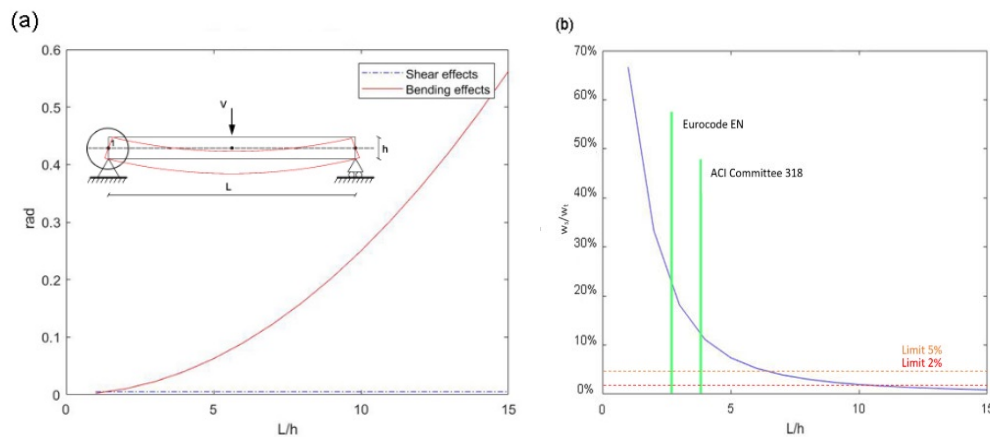 (a)
0.6
0.5
0.4
0.3
0.2
0.1
0
rad
0
5
10
15
L/h
Shear effects
Bending effects
V
h
L
(b)
70%
60%
50%
40%
30%
20%
10%
0%
Eurocode EN
ACI Committee 318
Limit 5%
Limit 2%
0
5
10
15
L/h